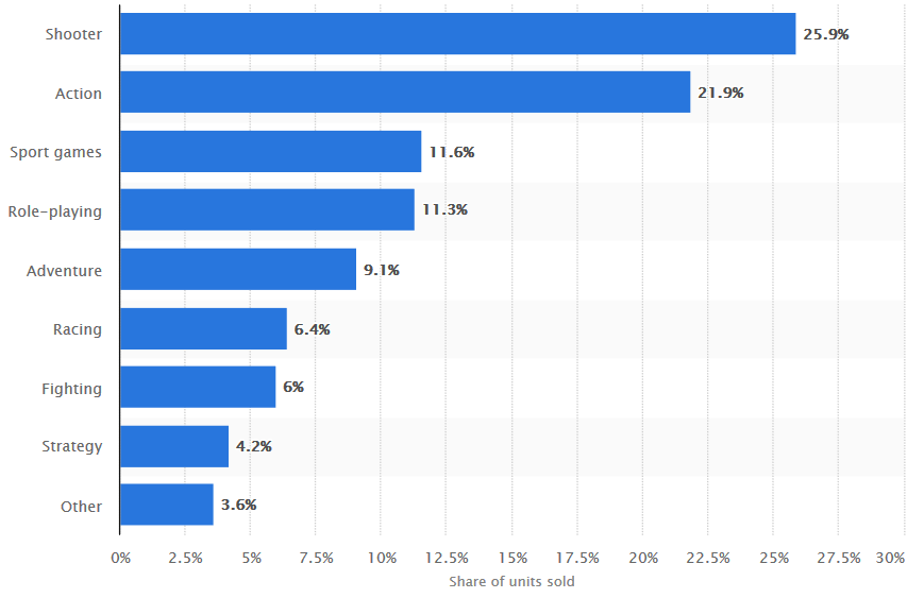 Shooter 25.9%
Action 21.9%
Sport games 11.6%
Role-playing 11.3%
Adventure 9.1%
Racing 6.4%
Fighting 6%
Strategy 4.2%
Other 3.6%
0% 2.5% 5% 7.5% 10% 12.5% 15% 17.5% 20% 22.5% 25% 27.5% 30%
Share of units sold